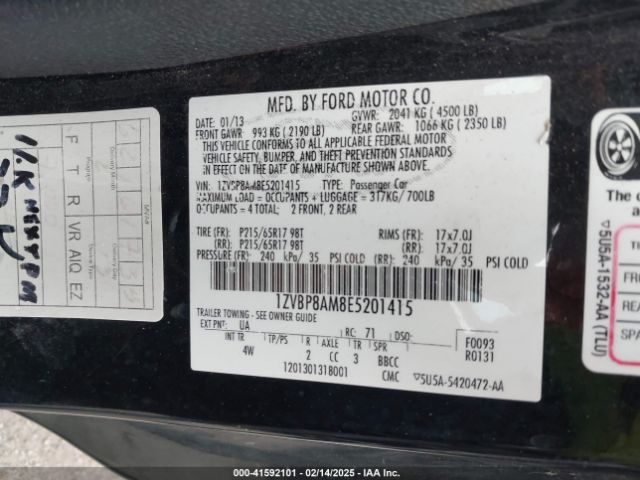 MFD. BY FORD MOTOR CO.
DATE: 01/13 GVWR: 2041 KG ( 4500 LB)
FRONT GAWR: 993 KG ( 2190 LB) REAR GAWR: 1066 KG ( 2350 LB)
THIS VEHICLE CONFORMS TO ALL APPLICABLE FEDERAL MOTOR
VEHICLE SAFETY, BUMPER, AND THEFT PREVENTION STANDARDS
IN EFFECT ON THE DATE OF MANUFACTURE SHOWN ABOVE.
VIN: 1ZVBP8AM8E5201415 TYPE: Passenger Car
MAXIMUM LOAD = OCCUPANTS + LUGGAGE = 317KG/700LB
OCCUPANTS = 4 TOTAL: 2 FRONT, 2 REAR
TIRE (FR): P215/65R17 98T RIMS (FR): 17x7.0J
(RR): P215/65R17 98T (RR): 17x7.0J
PRESSURE (FR): 240 kPa/ 35 PSI COLD RR: 240 kPa/ 35 PSI COLD
1ZVBP8AM8E5201415
TRAILER TOWING - SEE OWNER GUIDE
EXT PNT: UA RC: 71 DSO: F0093
INT TR TP/PS R AXLE TR SPR R0131
4W 2 CC 3 BBCC
1201301318001 CMC ▽5U5A-5420472-AA
The
▽5U5A-1532-AA (TLU)
F T R VR AIQ EZ
000-41592101 - 02/14/2025 - IAA Inc.